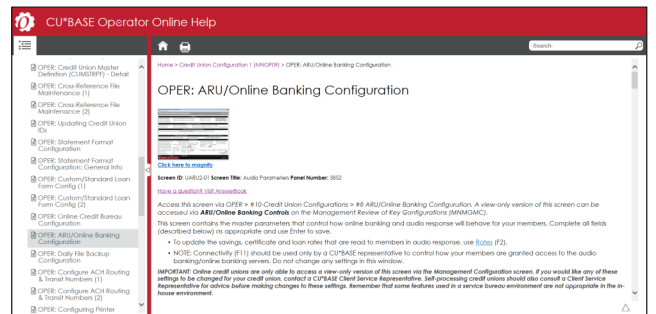 CU*BASE Operator Online Help
-Search-
OPER: Credit Union Master
Definition (CUMSTRPF) - Detail
OPER: Cross-Reference File
Maintenance (1)
OPER: Cross-Reference File
Maintenance (2)
OPER: Updating Credit Union
IDs
OPER: Statement Format
Configuration
OPER: Statement Format
Configuration: General Info
OPER: Custom/Standard Loan
Form Config (1)
OPER: Custom/Standard Loan
Form Config (2)
OPER: Online Credit Bureau
Configuration
OPER: ARU/Online Banking
Configuration
OPER: Daily File Backup
Configuration
OPER: Configure ACH Routing
& Transit Numbers (1)
OPER: Configure ACH Routing
& Transit Numbers (2)
OPER: Configuring Printer
Home > Credit Union Configuration 1 (MNOP09) > OPER: ARU/Online Banking Configuration
OPER: ARU/Online Banking Configuration
Click here to magnify
Screen ID: UARU2-01 Screen Title: Audio Parameters Panel Number: 3852
Have a question? Visit AnswerBook
Access this screen via OPER > #10-Credit Union Configurations > #8 ARU/Online Banking Configuration. A view-only version of this screen can be
accessed via ARU/Online Banking Controls on the Management Review of Key Configurations (MNMGMC).
This screen contains the master parameters that control how online banking and audio response will behave for your members. Complete all fields
(described below) as appropriate and use Enter to save.
• To update the savings, certificate and loan rates that are read to members in audio response, use Rates (F2).
• NOTE: Connectivity (F11) should be used only by a CU*BASE representative to control how your members are granted access to the audio
banking/online banking servers. Do not change any settings in this window.
IMPORTANT: Online credit unions are only able to access a view-only version of this screen via the Management Configuration screen. If you would like any of these
settings to be changed for your credit union, contact a CU*BASE Client Service Representative. Self-processing credit unions should also consult a Client Service
Representative for advice before making changes to these settings. Remember that some features used in a service bureau environment are not appropriate in the in-
house environment.